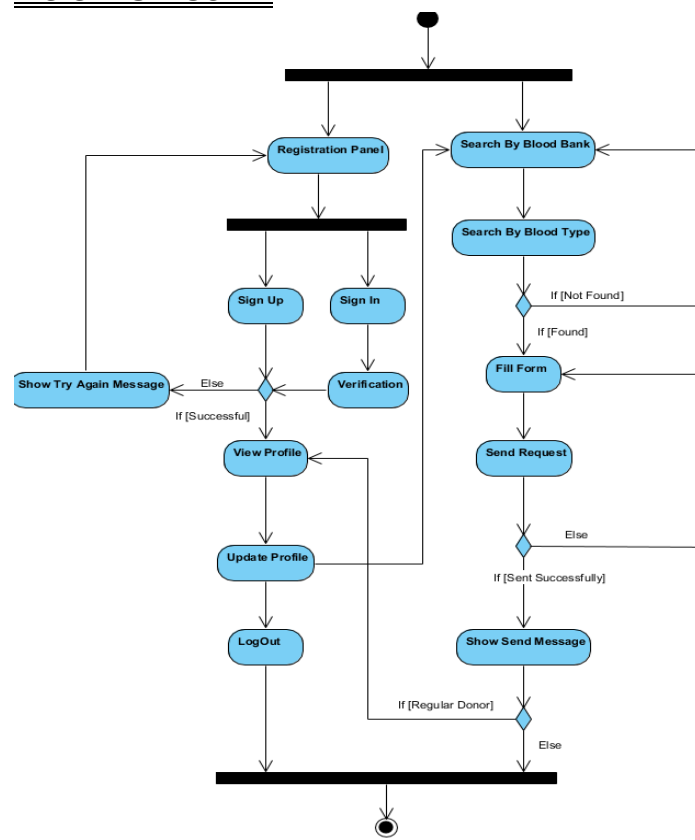 Registration Panel
Search By Blood Bank
Search By Blood Type
Sign Up
Sign In
If [Not Found]
If [Found]
Show Try Again Message
Else
Verification
Fill Form
If [Successful]
View Profile
Send Request
Else
Update Profile
If [Sent Successfully]
LogOut
Show Send Message
If [Regular Donor]
Else